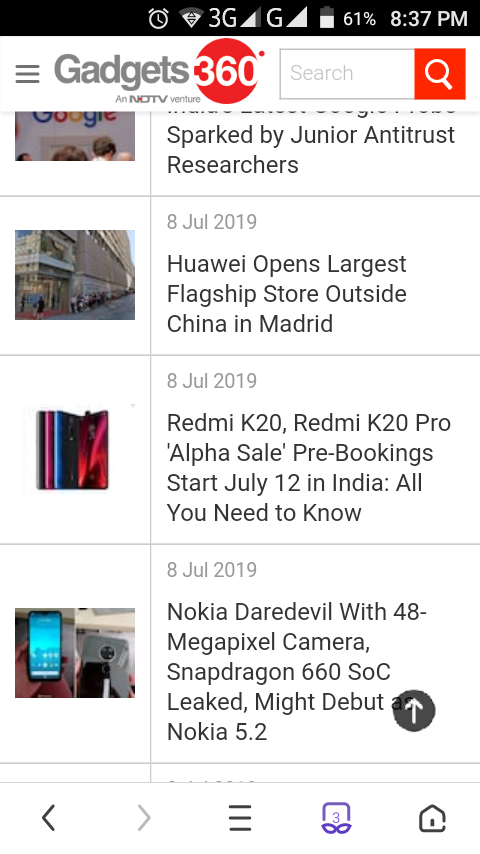 3G G 61% 8:37 PM
Gadgets 360°
An NDTV venture
Search
Google
Sparked by Junior Antitrust
Researchers
8 Jul 2019
Huawei Opens Largest
Flagship Store Outside
China in Madrid
8 Jul 2019
Redmi K20, Redmi K20 Pro
'Alpha Sale' Pre-Bookings
Start July 12 in India: All
You Need to Know
8 Jul 2019
Nokia Daredevil With 48-
Megapixel Camera,
Snapdragon 660 SoC
Leaked, Might Debut as
Nokia 5.2
3